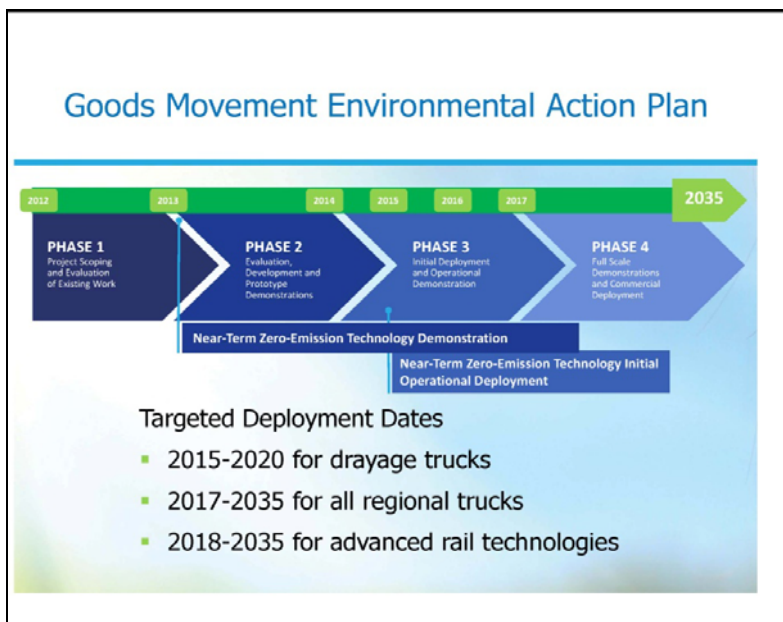 Goods Movement Environmental Action Plan
2012
2013
2014
2015
2016
2017
2035
PHASE 1
Project Scoping
and Evaluation
of Existing Work
PHASE 2
Evaluation,
Development and
Prototype
Demonstrations
PHASE 3
Initial Deployment
and Operational
Demonstration
PHASE 4
Full Scale
Demonstrations
and Commercial
Deployment
Near-Term Zero-Emission Technology Demonstration
Near-Term Zero-Emission Technology Initial
Operational Deployment
Targeted Deployment Dates
▪ 2015-2020 for drayage trucks
▪ 2017-2035 for all regional trucks
▪ 2018-2035 for advanced rail technologies